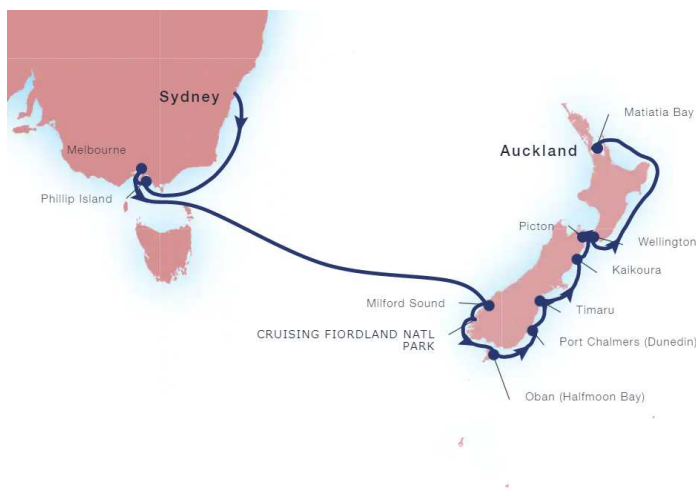 Matiatia Bay
Sydney
Melbourne
Auckland
Phillip Island
Picton
Wellington
Kaikoura
Milford Sound
Timaru
CRUISING FIORDLAND NATL
PARK
Port Chalmers (Dunedin)
Oban (Halfmoon Bay)